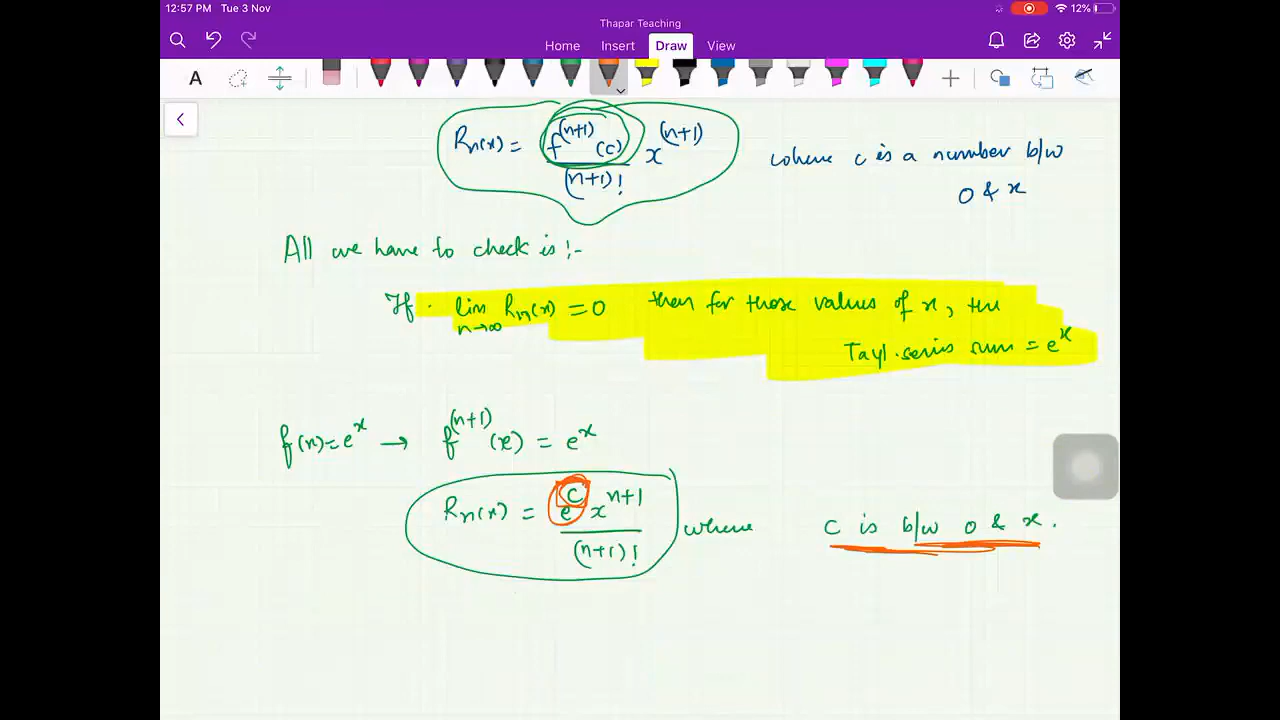 12:57 PM Tue 3 Nov
12%
Thapar Teaching
Home Insert Draw View
A
Rn(x) = f^(n+1) (c) / (n+1)! x^(n+1) where c is a number b/w
0 & x
All we have to check is :-
If lim n→∞ Rn(x) = 0 then for those values of x, the
Tayl. series sum = e^x
f(x) = e^x → f^(n+1) (x) = e^x
Rn(x) = e^c x^n+1 / (n+1)! where c is b/w 0 & x.